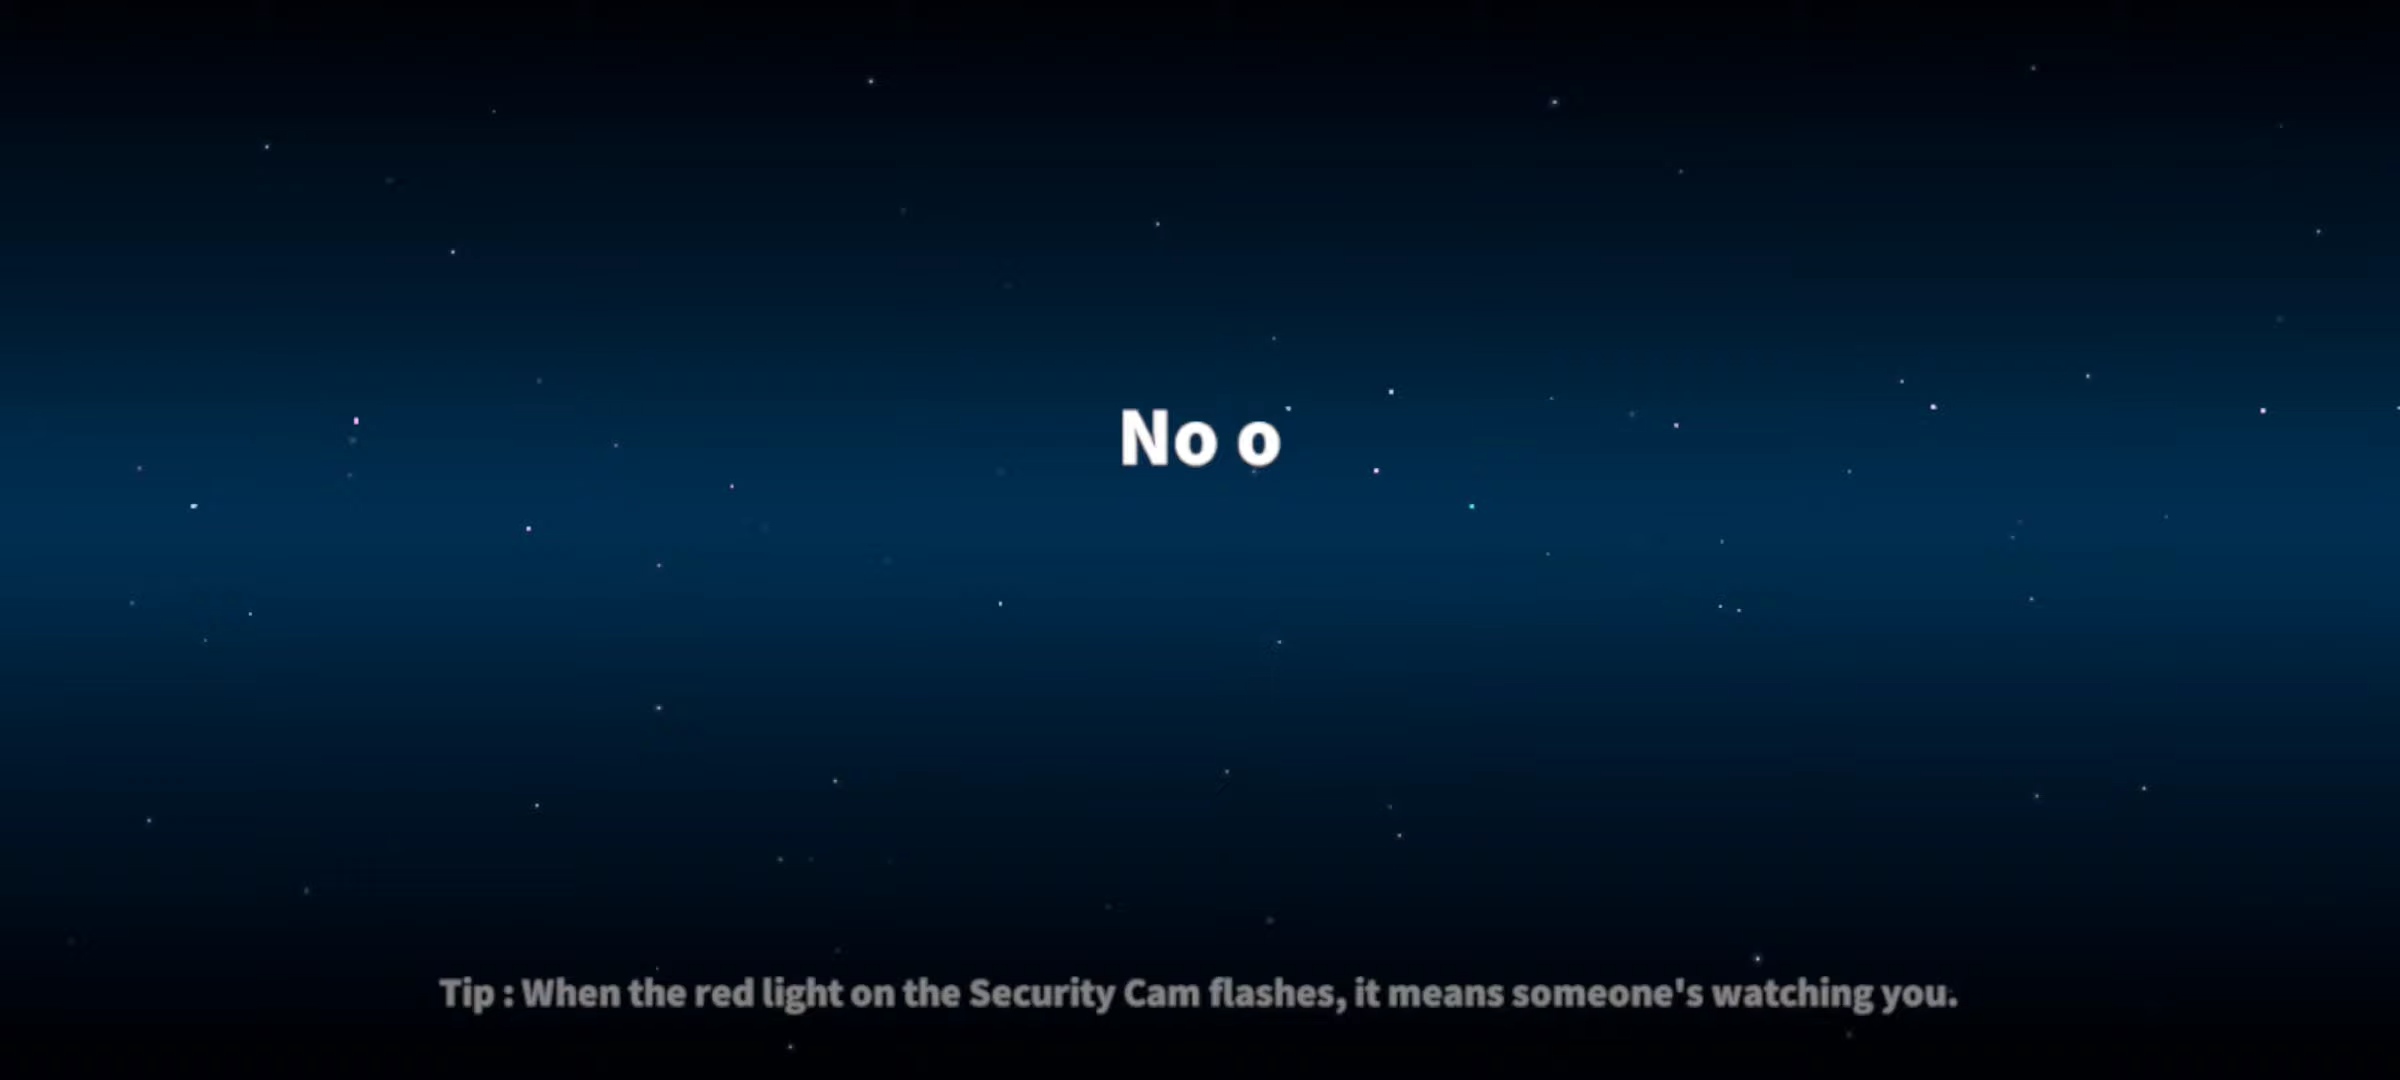 No o
Tip : When the red light on the Security Cam flashes, it means someone's watching you.